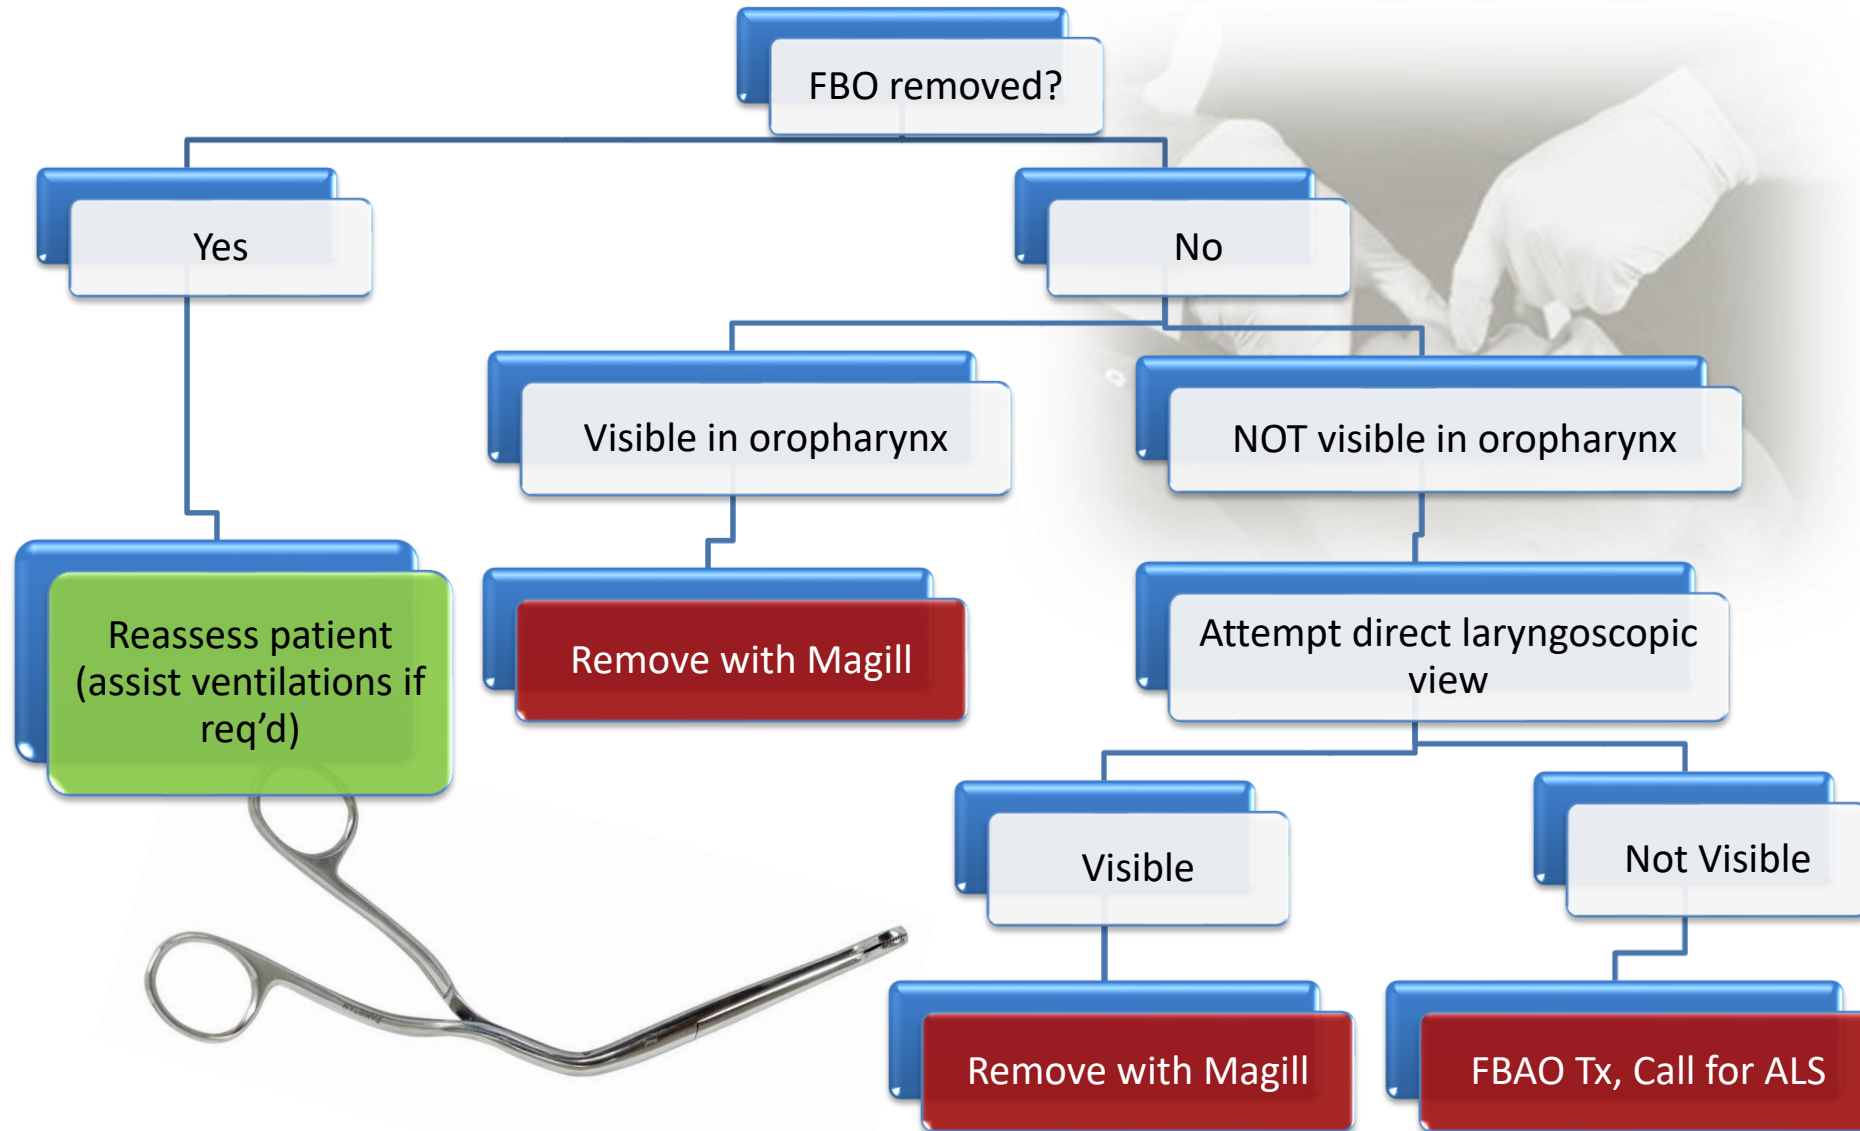 FBO removed?
Yes
No
Visible in oropharynx
NOT visible in oropharynx
Reassess patient
(assist ventilations if
req’d)
Remove with Magill
Attempt direct laryngoscopic
view
Visible
Not Visible
PAKISTAN
Remove with Magill
FBAO Tx, Call for ALS